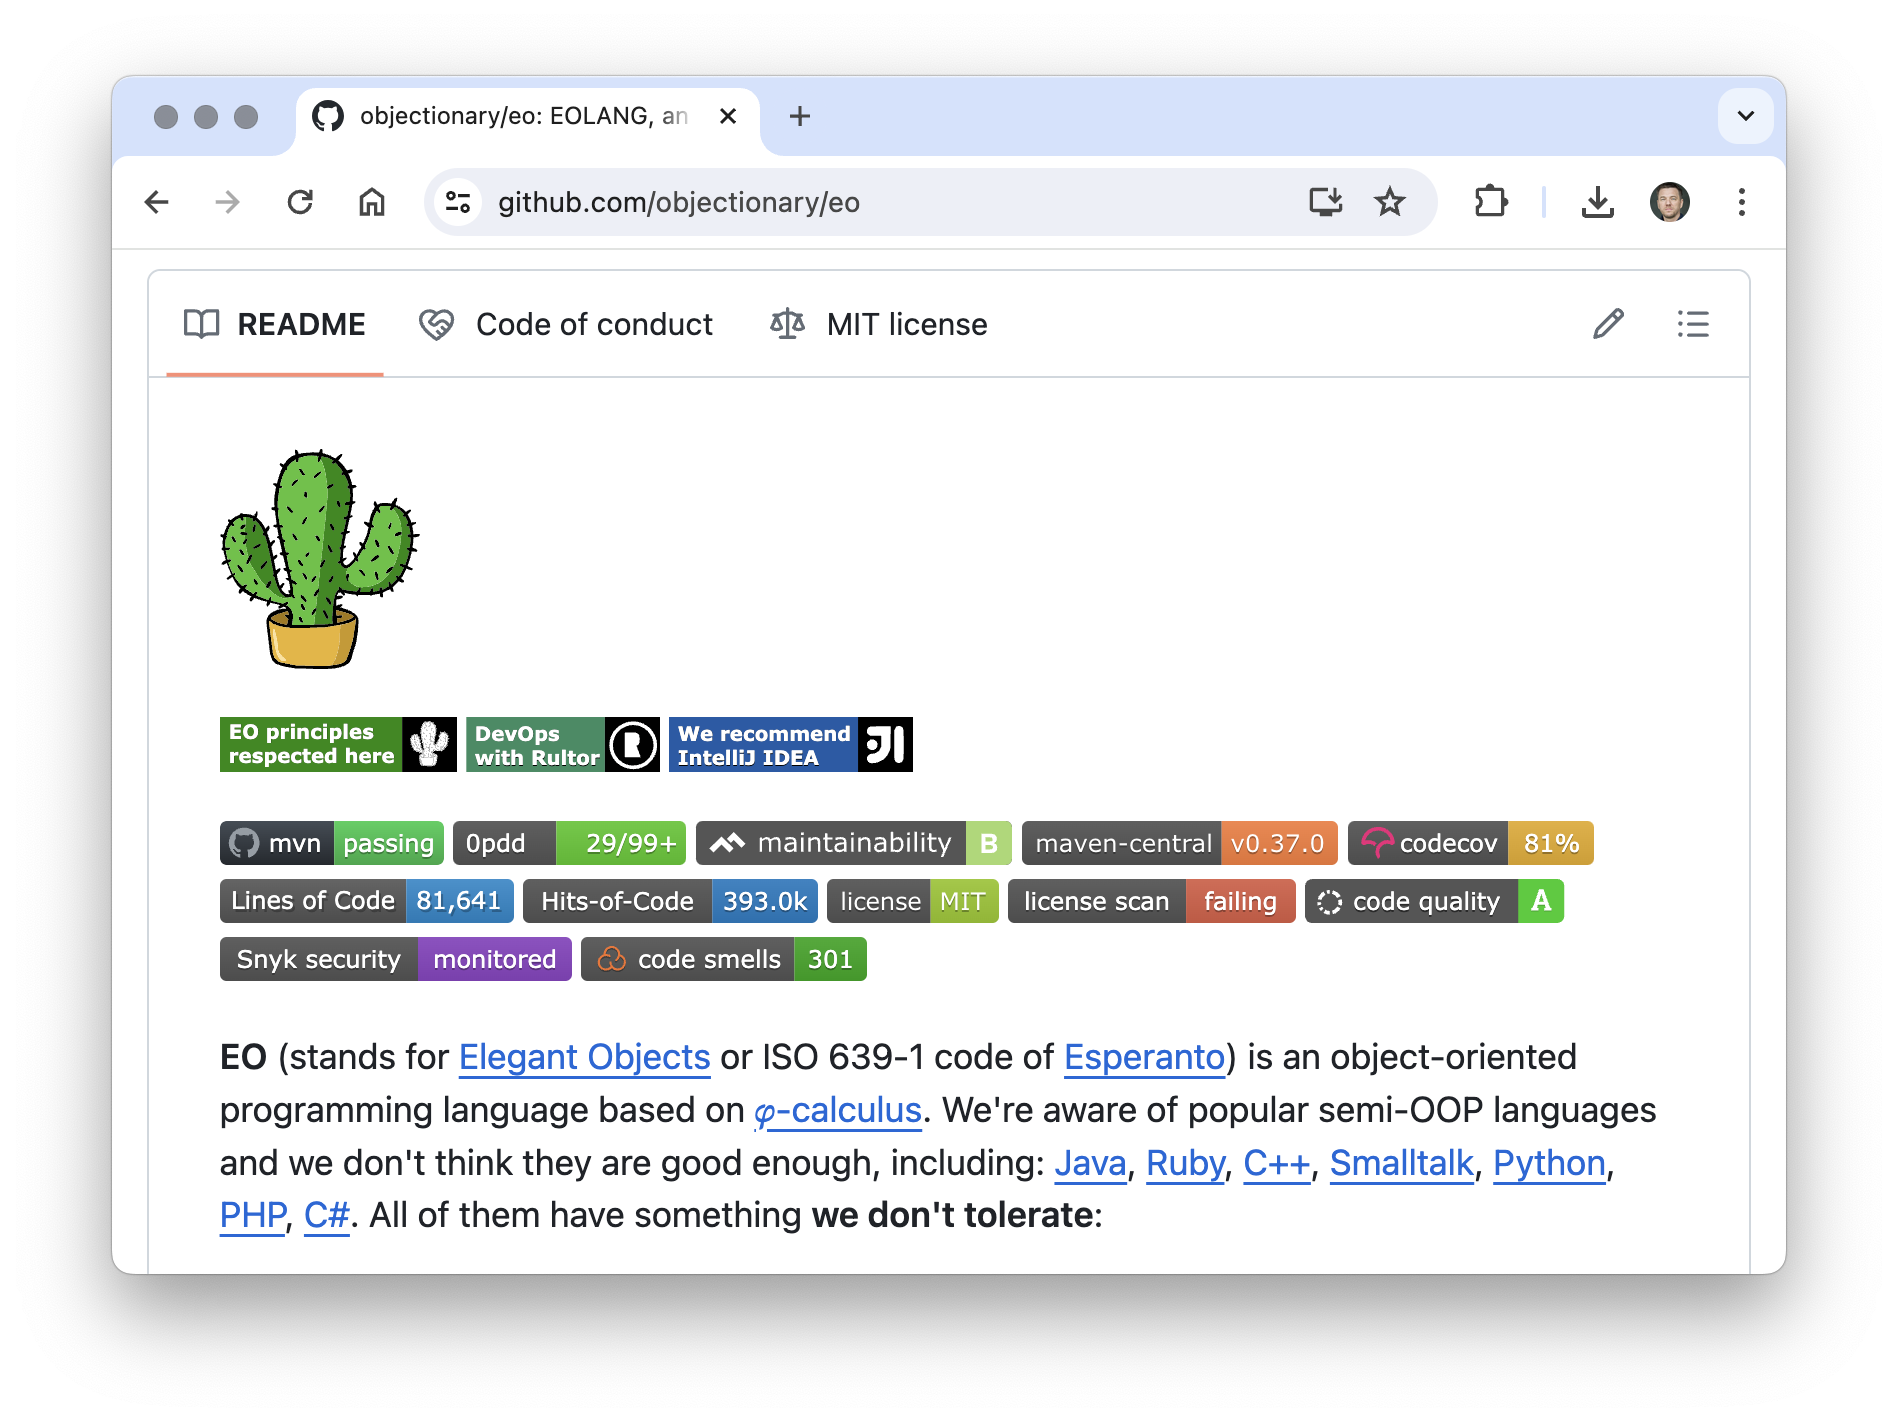 objectionary/eo: EOLANG, an
github.com/objectionary/eo
README
Code of conduct
MIT license
EO principles
respected here
DevOps
with Rultor
We recommend
IntelliJ IDEA
mvn passing
0pdd 29/99+
maintainability B
maven-central v0.37.0
codecov 81%
Lines of Code 81,641
Hits-of-Code 393.0k
license MIT
license scan failing
code quality A
Snyk security monitored
code smells 301
EO (stands for Elegant Objects or ISO 639-1 code of Esperanto) is an object-oriented
programming language based on φ-calculus. We're aware of popular semi-OOP languages
and we don't think they are good enough, including: Java, Ruby, C++, Smalltalk, Python,
PHP, C#. All of them have something we don't tolerate: